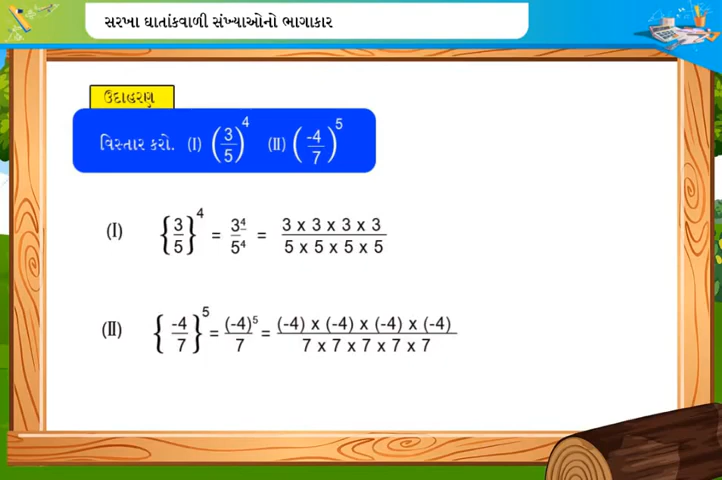 સરખા ઘાતાંકવાળી સંખ્યાઓનો ભાગાકાર
ઉદાહરણ
વિસ્તાર કરો. (I) (3/5)^4 (II) (-4/7)^5
(I) {3/5}^4 = 3^4/5^4 = 3 x 3 x 3 x 3 / 5 x 5 x 5 x 5
(II) {-4/7}^5 = (-4)^5/7 = (-4) x (-4) x (-4) x (-4) / 7 x 7 x 7 x 7 x 7